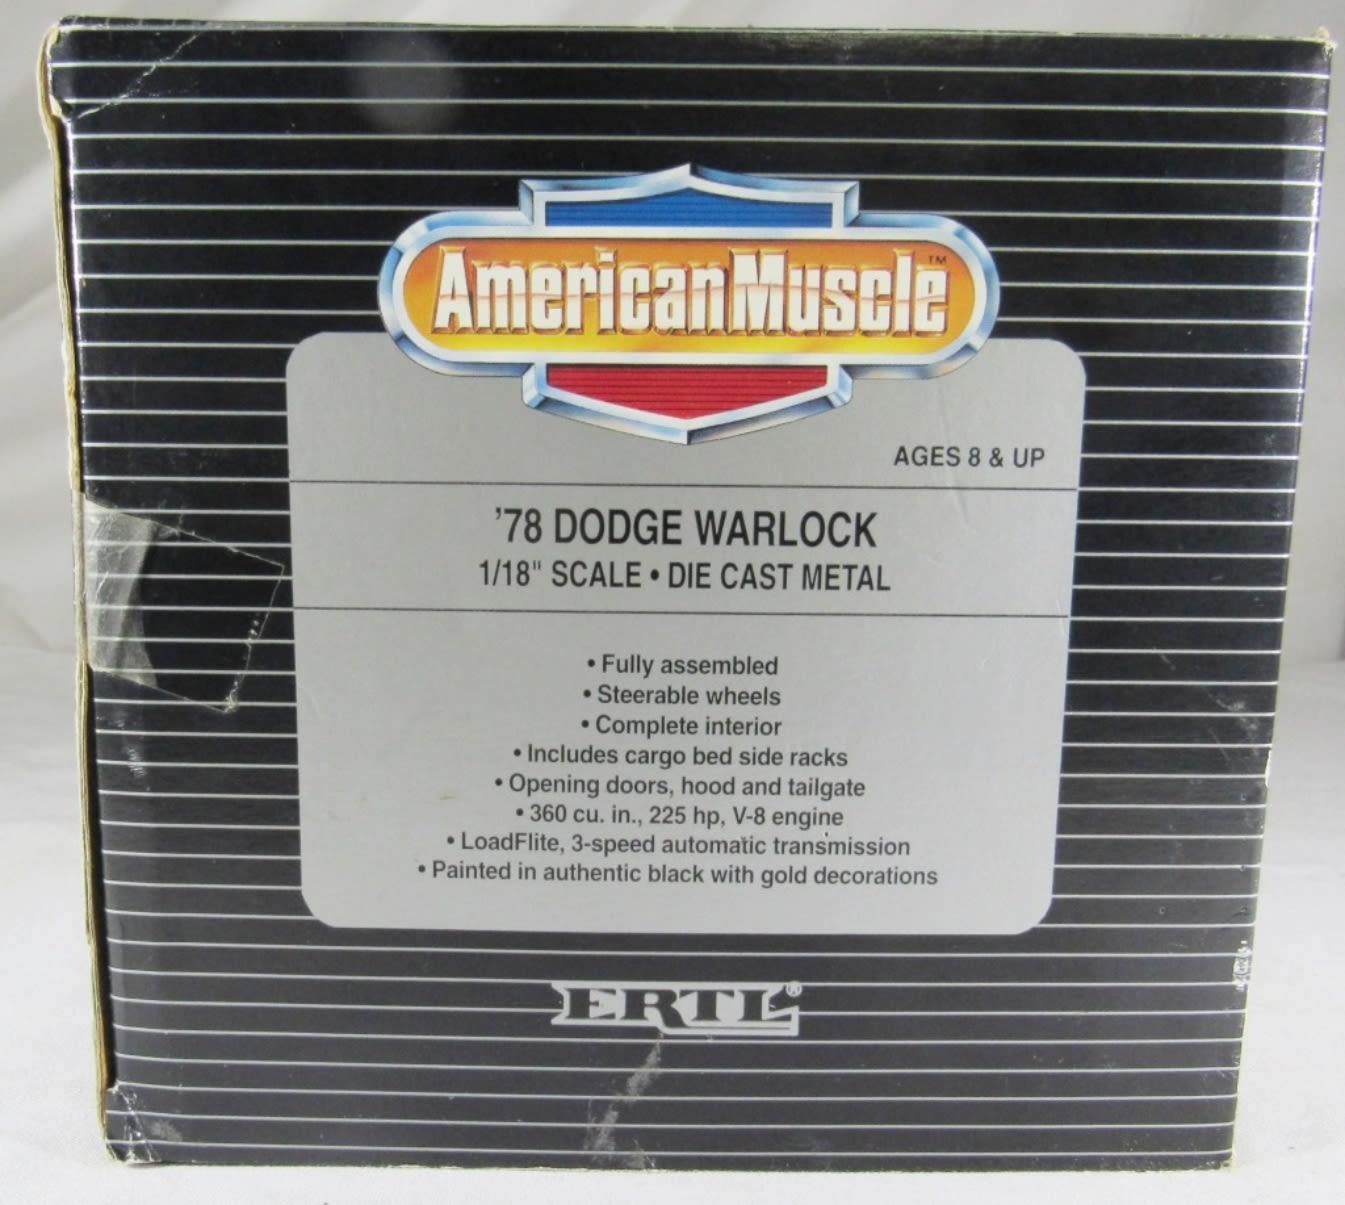 AmericanMuscle™
AGES 8 & UP
'78 DODGE WARLOCK
1/18" SCALE • DIE CAST METAL
• Fully assembled
• Steerable wheels
• Complete interior
• Includes cargo bed side racks
• Opening doors, hood and tailgate
• 360 cu. in., 225 hp, V-8 engine
• LoadFlite, 3-speed automatic transmission
• Painted in authentic black with gold decorations
ERTL®